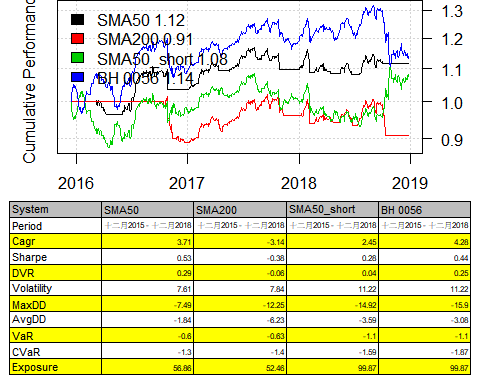 1.3
1.2
1.1
1.0
0.9
Cumulative Performance
SMA50 1.12
SMA200 0.91
SMA50_short 1.08
BH 0056 1.14
2016 2017 2018 2019
System SMA50 SMA200 SMA50_short BH 0056
Period 十二月2015 - 十二月2018 十二月2015 - 十二月2018 十二月2015 - 十二月2018 十二月2015 - 十二月2018
Cagr 3.71 -3.14 2.45 4.28
Sharpe 0.53 -0.38 0.28 0.44
DVR 0.29 -0.06 0.04 0.25
Volatility 7.61 7.84 11.22 11.22
MaxDD -7.49 -12.25 -14.92 -15.9
AvgDD -1.84 -6.23 -3.59 -3.08
VaR -0.6 -0.63 -1.1 -1.1
CVaR -1.3 -1.4 -1.59 -1.87
Exposure 56.86 52.46 99.87 99.87